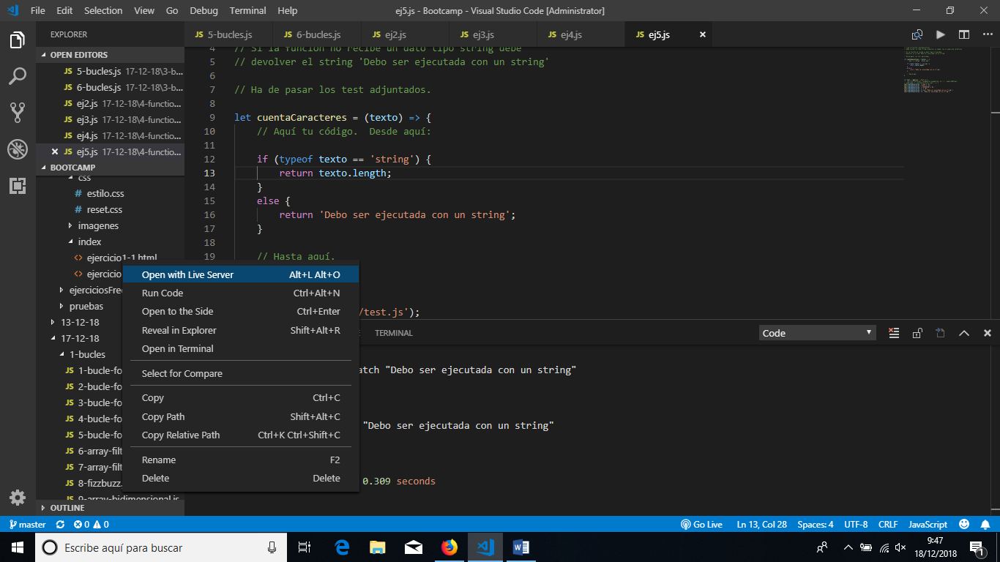 File Edit Selection View Go Debug Terminal Help ej5.js - Bootcamp - Visual Studio Code [Administrator]
EXPLORER
JS 5-bucles.js JS 6-bucles.js JS ej2.js JS ej3.js JS ej4.js JS ej5.js
OPEN EDITORS
JS 5-bucles.js 17-12-18\3-b...
JS 6-bucles.js 17-12-18\3-b...
JS ej2.js 17-12-18\4-functio...
JS ej3.js 17-12-18\4-functio...
JS ej4.js 17-12-18\4-functio...
JS ej5.js 17-12-18\4-functio...
BOOTCAMP
css
# estilo.css
# reset.css
imagenes
index
<> ejercicio1-1.html
<> ejercicio
ejerciciosFre
pruebas
13-12-18
17-12-18
1-bucles
JS 1-bucle-fo
JS 2-bucle-fo
JS 3-bucle-fo
JS 4-bucle-fo
JS 5-bucle-fo
JS 6-array-filt
JS 7-array-filt
JS 8-fizzbuzz.
JS 9-array-bidimensional.js
OUTLINE
4 // Si la función no recibe un dato tipo string debe
5 // devolver el string 'Debo ser ejecutada con un string'
6
7 // Ha de pasar los test adjuntados.
8
9 let cuentaCaracteres = (texto) => {
10 // Aquí tu código. Desde aquí:
11
12 if (typeof texto == 'string') {
13 return texto.length;
14 }
15 else {
16 return 'Debo ser ejecutada con un string';
17 }
18
19 // Hasta aquí.
/test.js');
Open with Live Server Alt+L Alt+O
Run Code Ctrl+Alt+N
Open to the Side Ctrl+Enter
Reveal in Explorer Shift+Alt+R
Open in Terminal
Select for Compare
Copy Ctrl+C
Copy Path Shift+Alt+C
Copy Relative Path Ctrl+K Ctrl+Shift+C
Rename F2
Delete Delete
TERMINAL Code
atch "Debo ser ejecutada con un string"
"Debo ser ejecutada con un string"
0.309 seconds
master 0 0 Go Live Ln 13, Col 28 Spaces: 4 UTF-8 CRLF JavaScript
Escribe aquí para buscar
9:47
18/12/2018
1